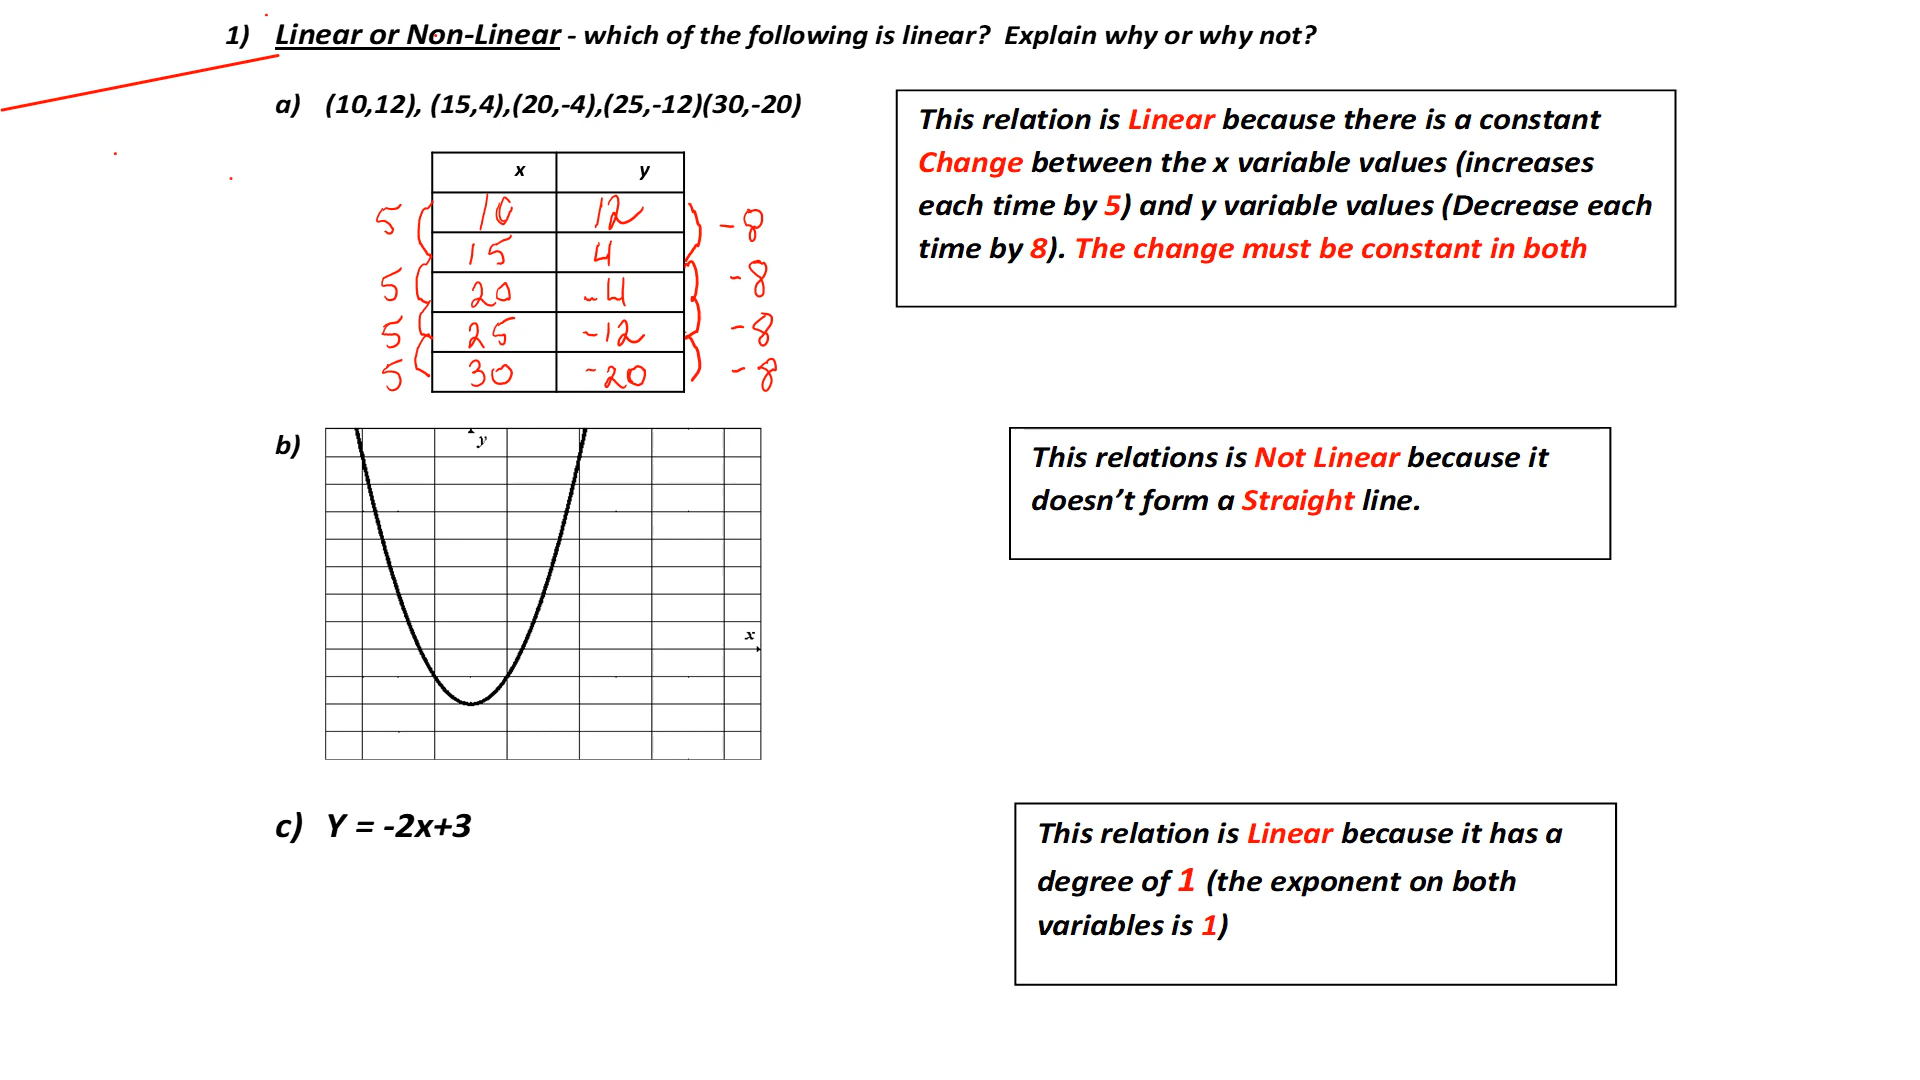 1) Linear or Non-Linear - which of the following is linear? Explain why or why not?
a) (10,12), (15,4),(20,-4),(25,-12)(30,-20)
x y
5 10 12 -8
15 4
5 20 -4 -8
5 25 -12 -8
5 30 -20 -8
This relation is Linear because there is a constant
Change between the x variable values (increases
each time by 5) and y variable values (Decrease each
time by 8). The change must be constant in both
b)
y
x
This relations is Not Linear because it
doesn’t form a Straight line.
c) Y = -2x+3
This relation is Linear because it has a
degree of 1 (the exponent on both
variables is 1)